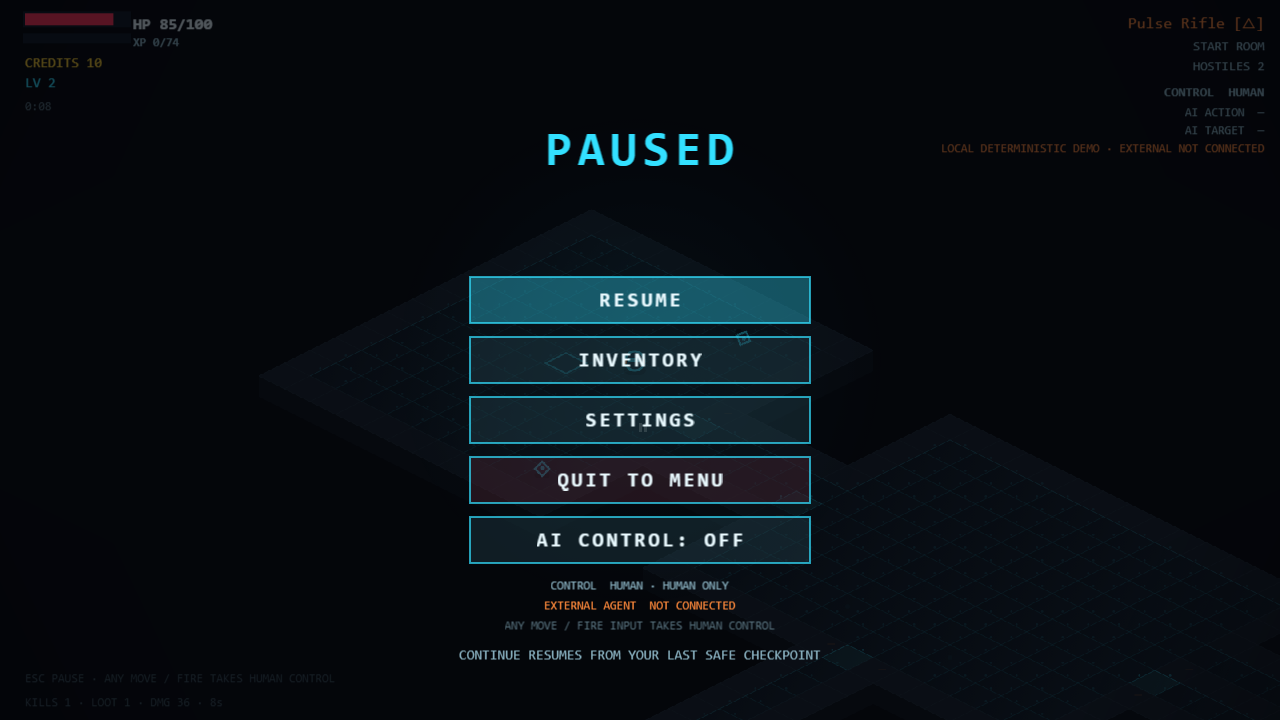 HP 85/100
XP 0/74
CREDITS 10
LV 2
0:08
Pulse Rifle [△]
START ROOM
HOSTILES 2
CONTROL HUMAN
AI ACTION —
AI TARGET —
LOCAL DETERMINISTIC DEMO · EXTERNAL NOT CONNECTED
PAUSED
RESUME
INVENTORY
SETTINGS
QUIT TO MENU
AI CONTROL: OFF
CONTROL HUMAN · HUMAN ONLY
EXTERNAL AGENT NOT CONNECTED
ANY MOVE / FIRE INPUT TAKES HUMAN CONTROL
CONTINUE RESUMES FROM YOUR LAST SAFE CHECKPOINT
ESC PAUSE · ANY MOVE / FIRE TAKES HUMAN CONTROL
KILLS 1 · LOOT 1 · DMG 36 · 8s